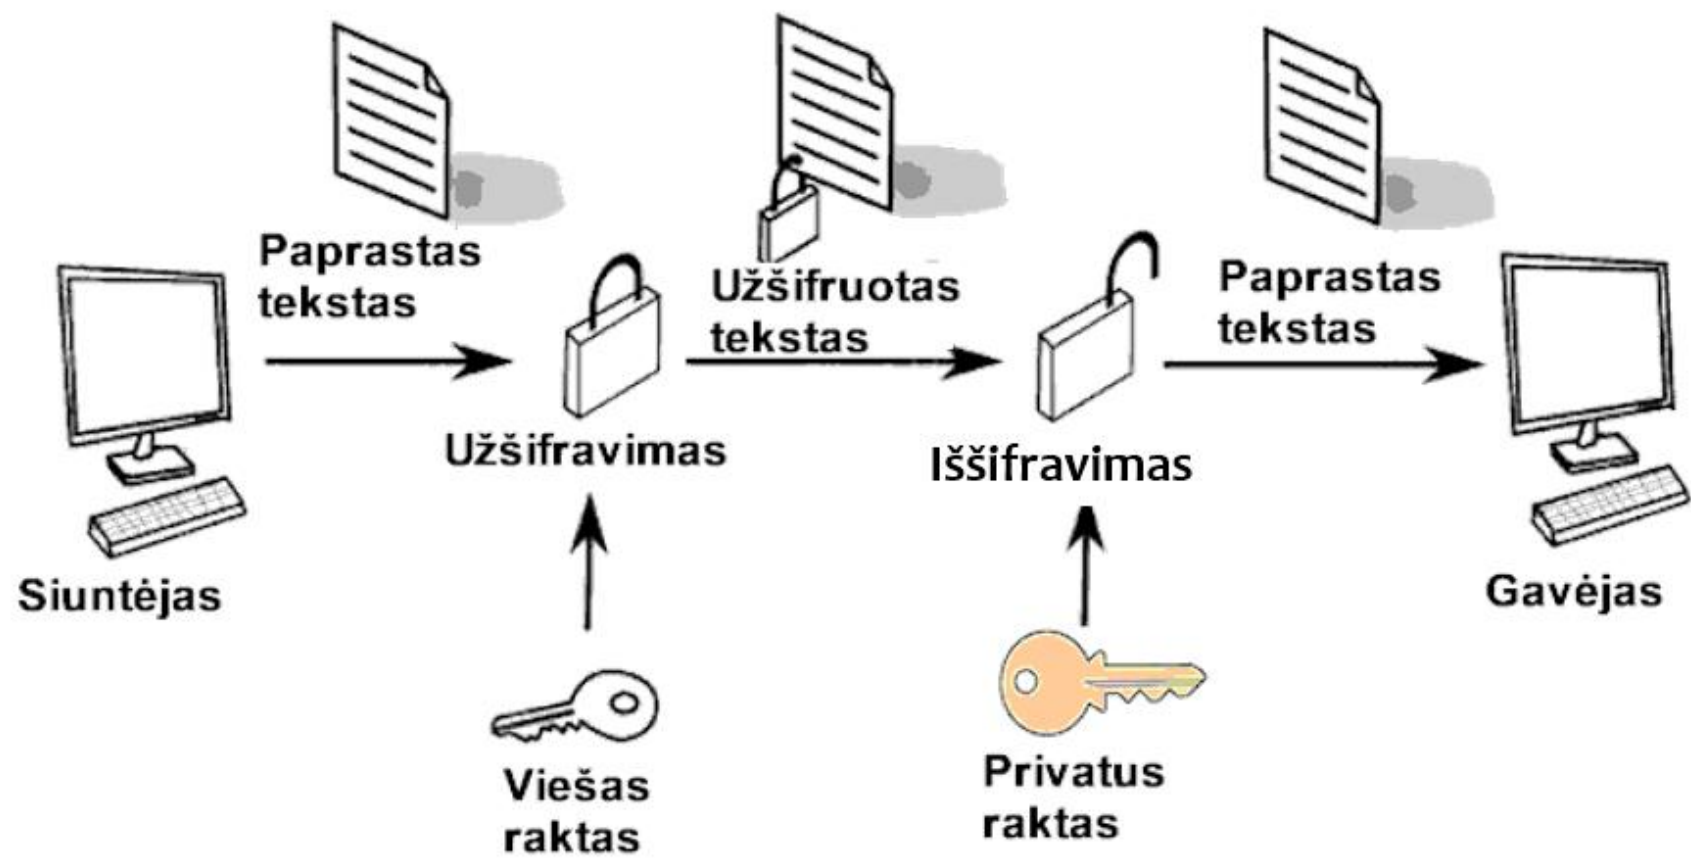 Paprastas
tekstas
Užšifruotas
tekstas
Paprastas
tekstas
Užšifravimas
Iššifravimas
Siuntėjas
Gavėjas
Viešas
raktas
Privatus
raktas